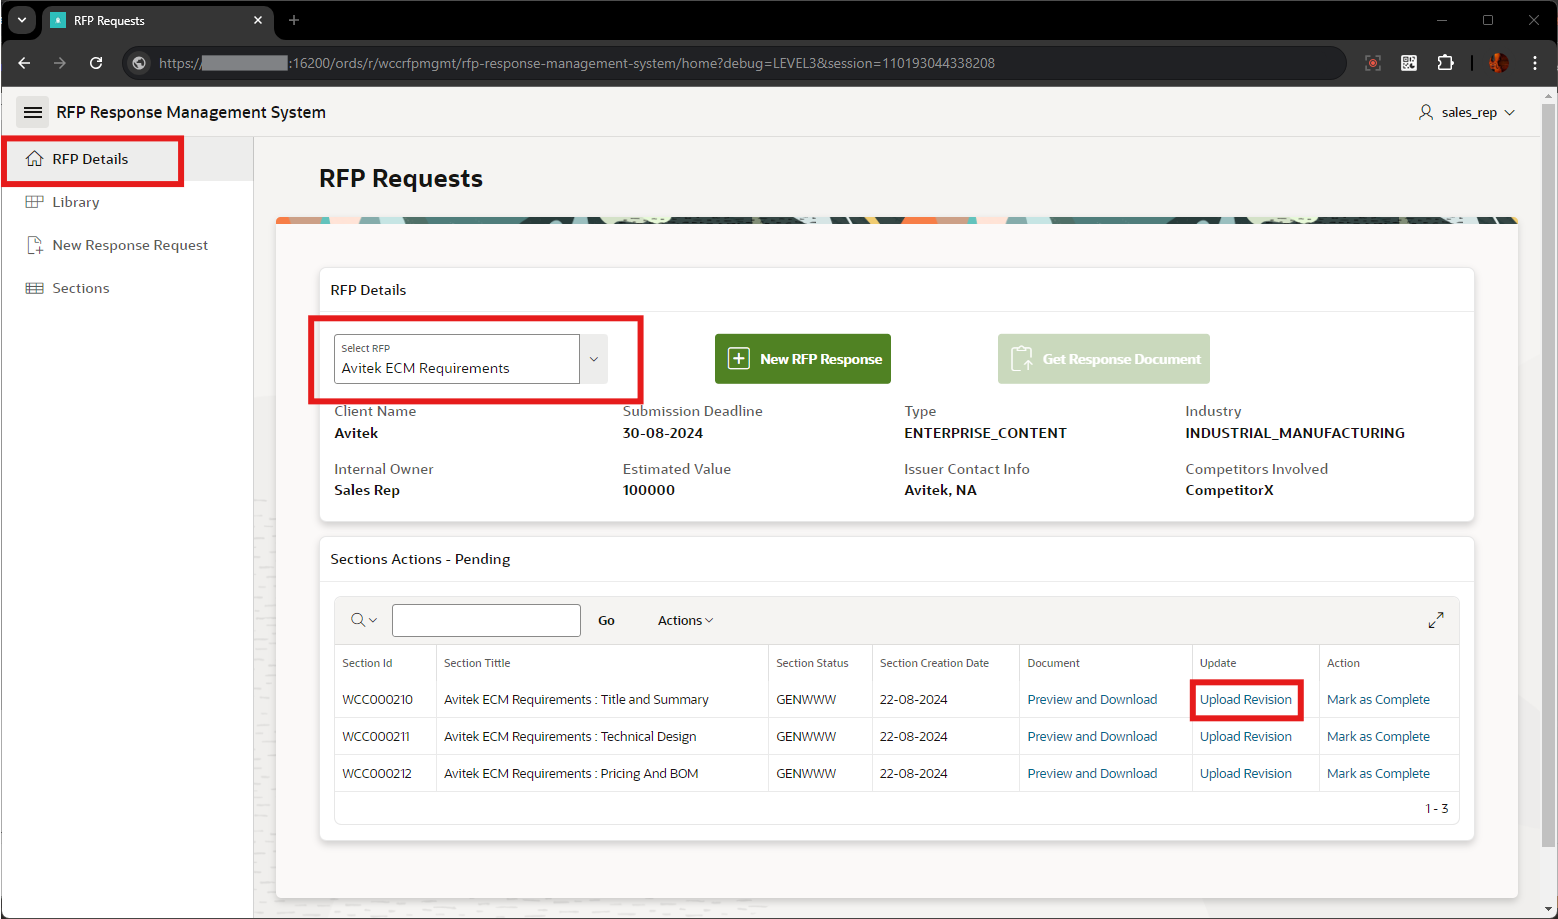 RFP Requests
https://:16200/ords/r/wccrfpmgmt/rfp-response-management-system/home?debug=LEVEL3&session=110193044338208
RFP Response Management System
sales_rep
RFP Details
Library
New Response Request
Sections
RFP Requests
RFP Details
Select RFP
Avitek ECM Requirements
New RFP Response
Get Response Document
Client Name Submission Deadline Type Industry
Avitek 30-08-2024 ENTERPRISE_CONTENT INDUSTRIAL_MANUFACTURING
Internal Owner Estimated Value Issuer Contact Info Competitors Involved
Sales Rep 100000 Avitek, NA CompetitorX
Sections Actions - Pending
Go Actions
Section Id Section Tittle Section Status Section Creation Date Document Update Action
WCC000210 Avitek ECM Requirements : Title and Summary GENWWW 22-08-2024 Preview and Download Upload Revision Mark as Complete
WCC000211 Avitek ECM Requirements : Technical Design GENWWW 22-08-2024 Preview and Download Upload Revision Mark as Complete
WCC000212 Avitek ECM Requirements : Pricing And BOM GENWWW 22-08-2024 Preview and Download Upload Revision Mark as Complete
1 - 3